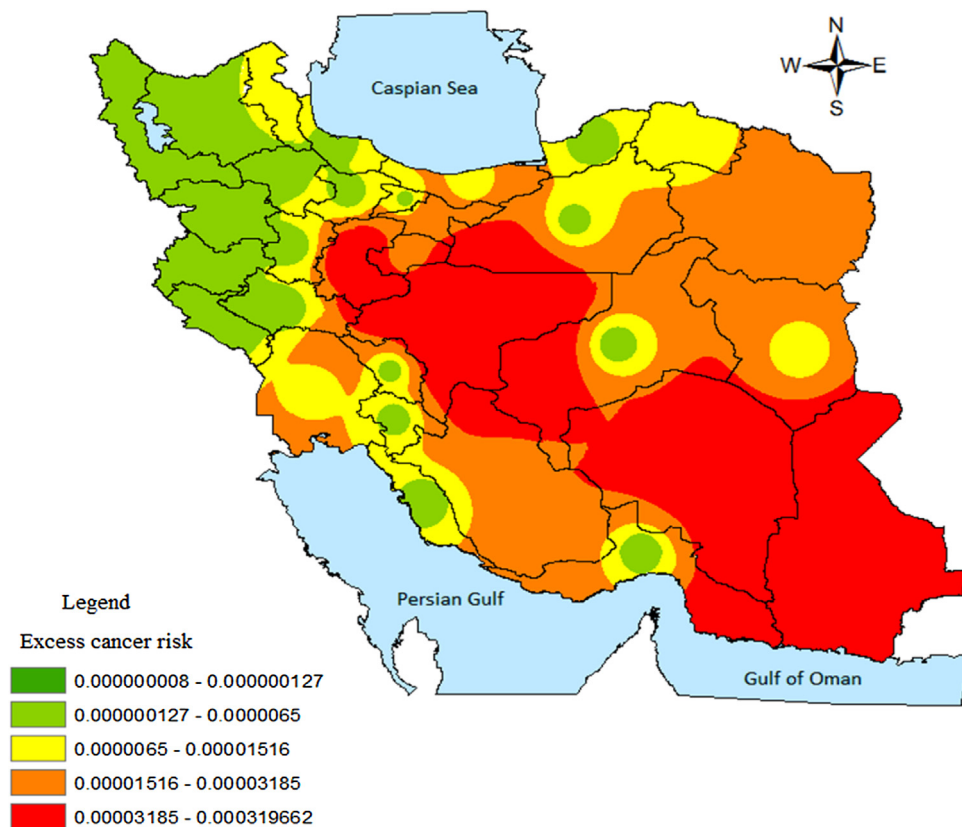 N
W E
S
Caspian Sea
Persian Gulf
Gulf of Oman
Legend
Excess cancer risk
0.000000008 - 0.000000127
0.000000127 - 0.0000065
0.0000065 - 0.00001516
0.00001516 - 0.00003185
0.00003185 - 0.000319662